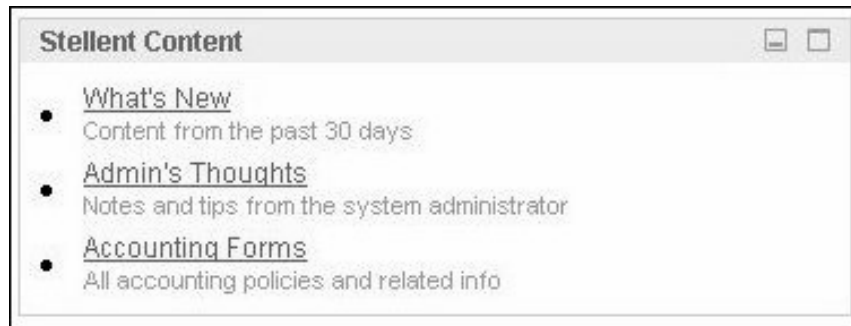 Stellent Content
What's New
Content from the past 30 days
Admin's Thoughts
Notes and tips from the system administrator
Accounting Forms
All accounting policies and related info